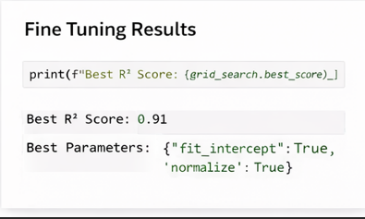 Fine Tuning Results
print(f"Best R² Score: {grid_search.best_score)_]
Best R² Score: 0.91
Best Parameters: {"fit_intercept": True,
'normalize': True}